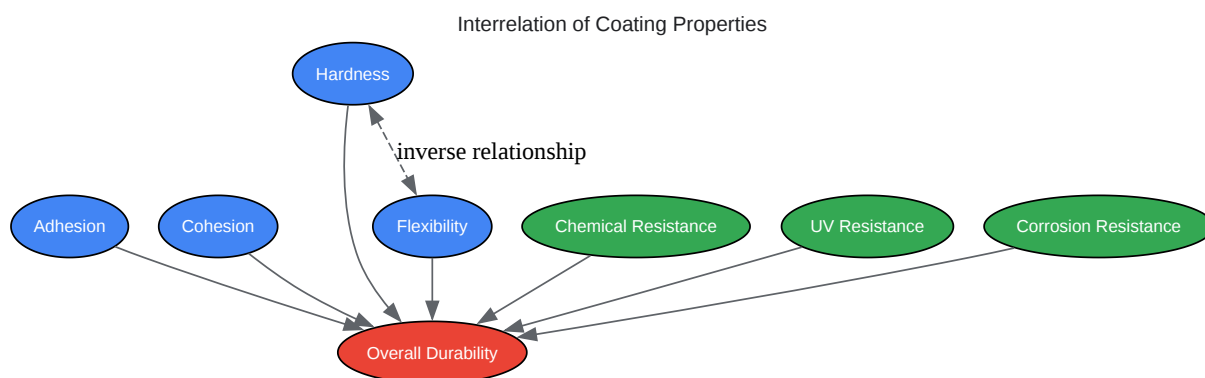 Interrelation of Coating Properties
Hardness
inverse relationship
Adhesion
Cohesion
Flexibility
Chemical Resistance
UV Resistance
Corrosion Resistance
Overall Durability